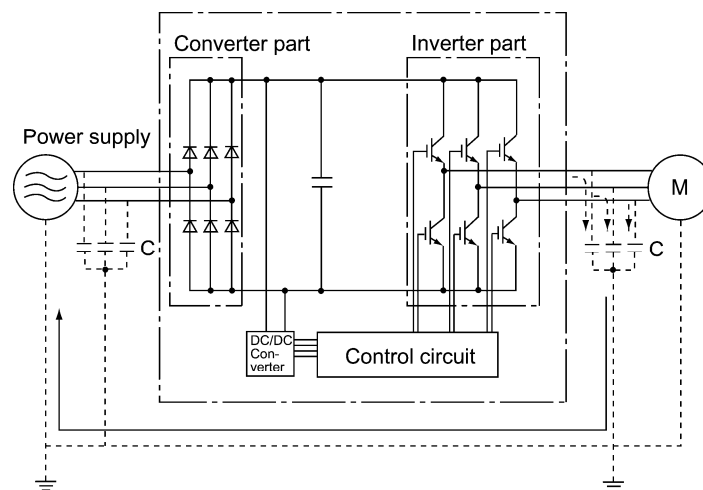 Converter part
Inverter part
Power supply
M
C
C
DC/DC
Con-
verter
Control circuit